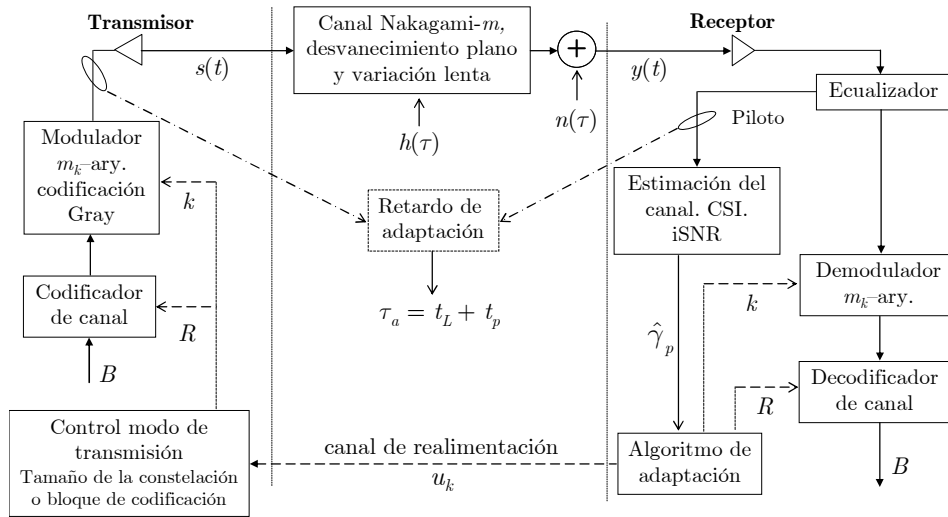 Transmisor
s(t)
Canal Nakagami-m,
desvanecimiento plano
y variación lenta
h(τ)
+
n(τ)
y(t)
Receptor
Ecualizador
Piloto
Modulador
m_k–ary.
codificación
Gray
k
Codificador
de canal
R
B
Retardo de
adaptación
τ_a = t_L + t_p
Estimación del
canal. CSI.
iSNR
γ̂_p
Demodulador
m_k–ary.
k
Decodificador
de canal
R
B
Control modo de
transmisión
Tamaño de la constelación
o bloque de codificación
canal de realimentación
u_k
Algoritmo de
adaptación